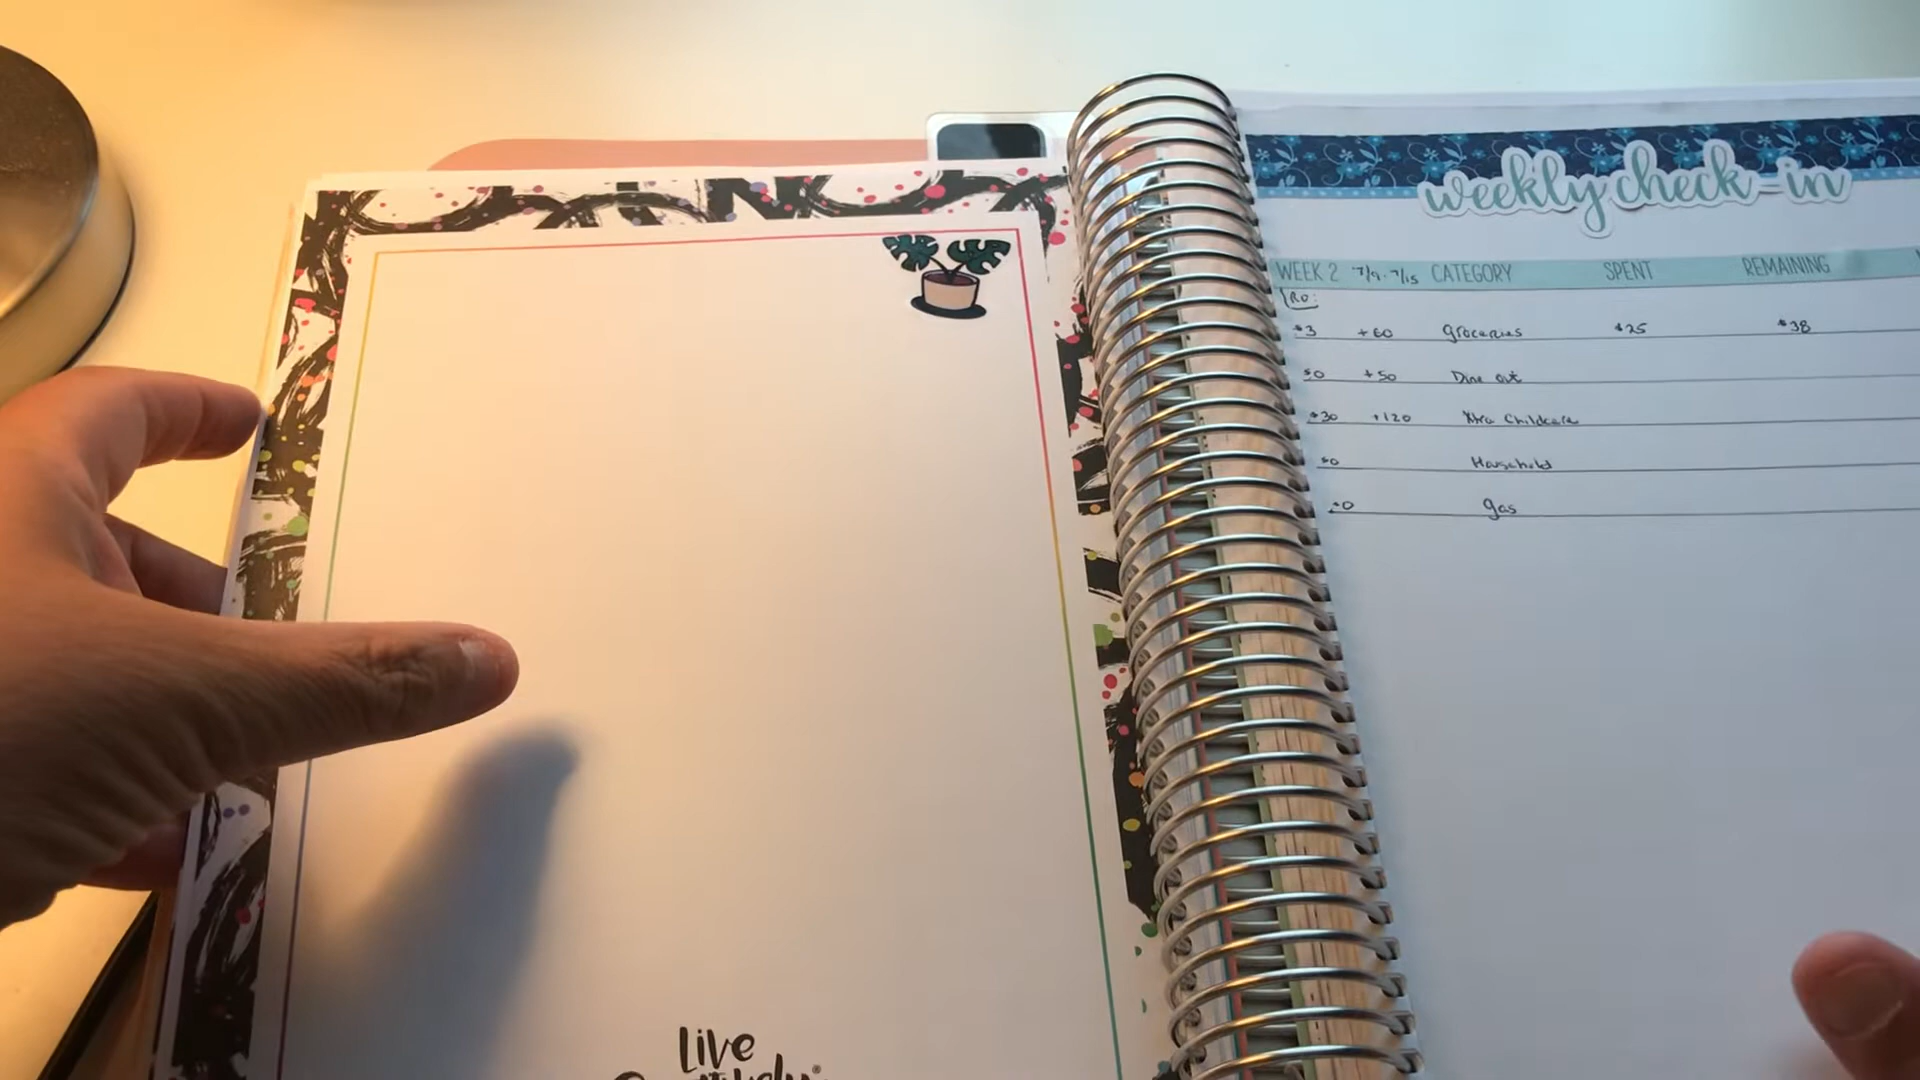 Live
weekly check-in
WEEK 2 7/9-7/15 CATEGORY SPENT REMAINING
RO:
$3 +60 Groceries $25 $38
$0 +50 Dine out
$30 +120 Xtra Childcare
$0 Household
$0 gas